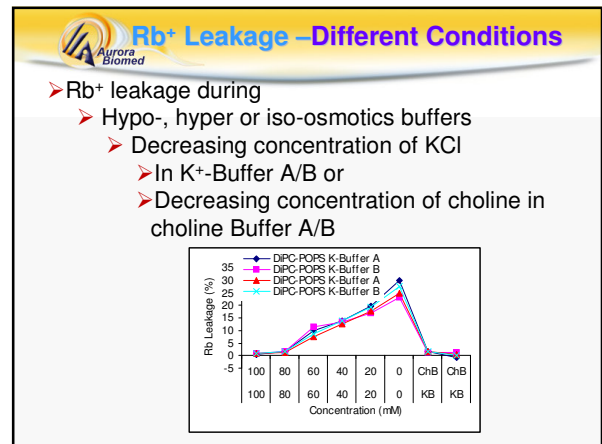 Aurora
Biomed
Rb+ Leakage –Different Conditions
➢Rb+ leakage during
➢ Hypo-, hyper or iso-osmotics buffers
➢ Decreasing concentration of KCl
➢In K+-Buffer A/B or
➢Decreasing concentration of choline in
choline Buffer A/B
DiPC-POPS K-Buffer A
DiPC-POPS K-Buffer B
DiPC-POPS K-Buffer A
DiPC-POPS K-Buffer B
Rb Leakage (%)
35
30
25
20
15
10
5
0
-5
100 80 60 40 20 0 ChB ChB
100 80 60 40 20 0 KB KB
Concentration (mM)